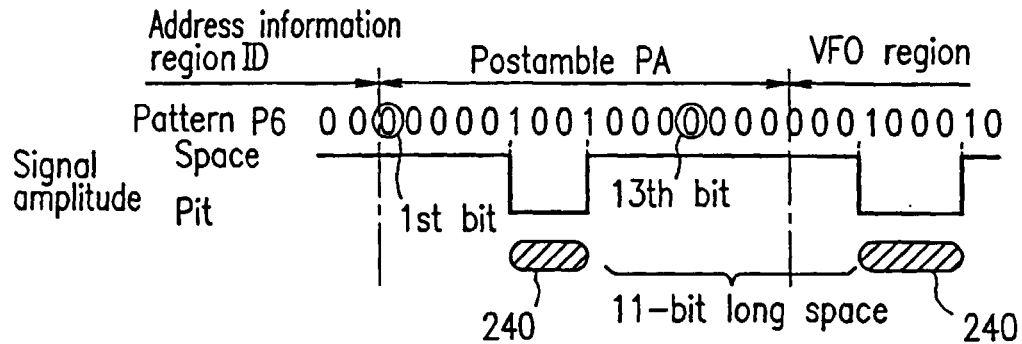 Address information
region ID
Postamble PA
VFO region
Pattern P6 0 0 0 0 0 0 0 1 0 0 1 0 0 0 0 0 0 0 0 0 0 1 0 0 0 1 0
Signal
amplitude
Space
Pit
1st bit
13th bit
240
11-bit long space
240